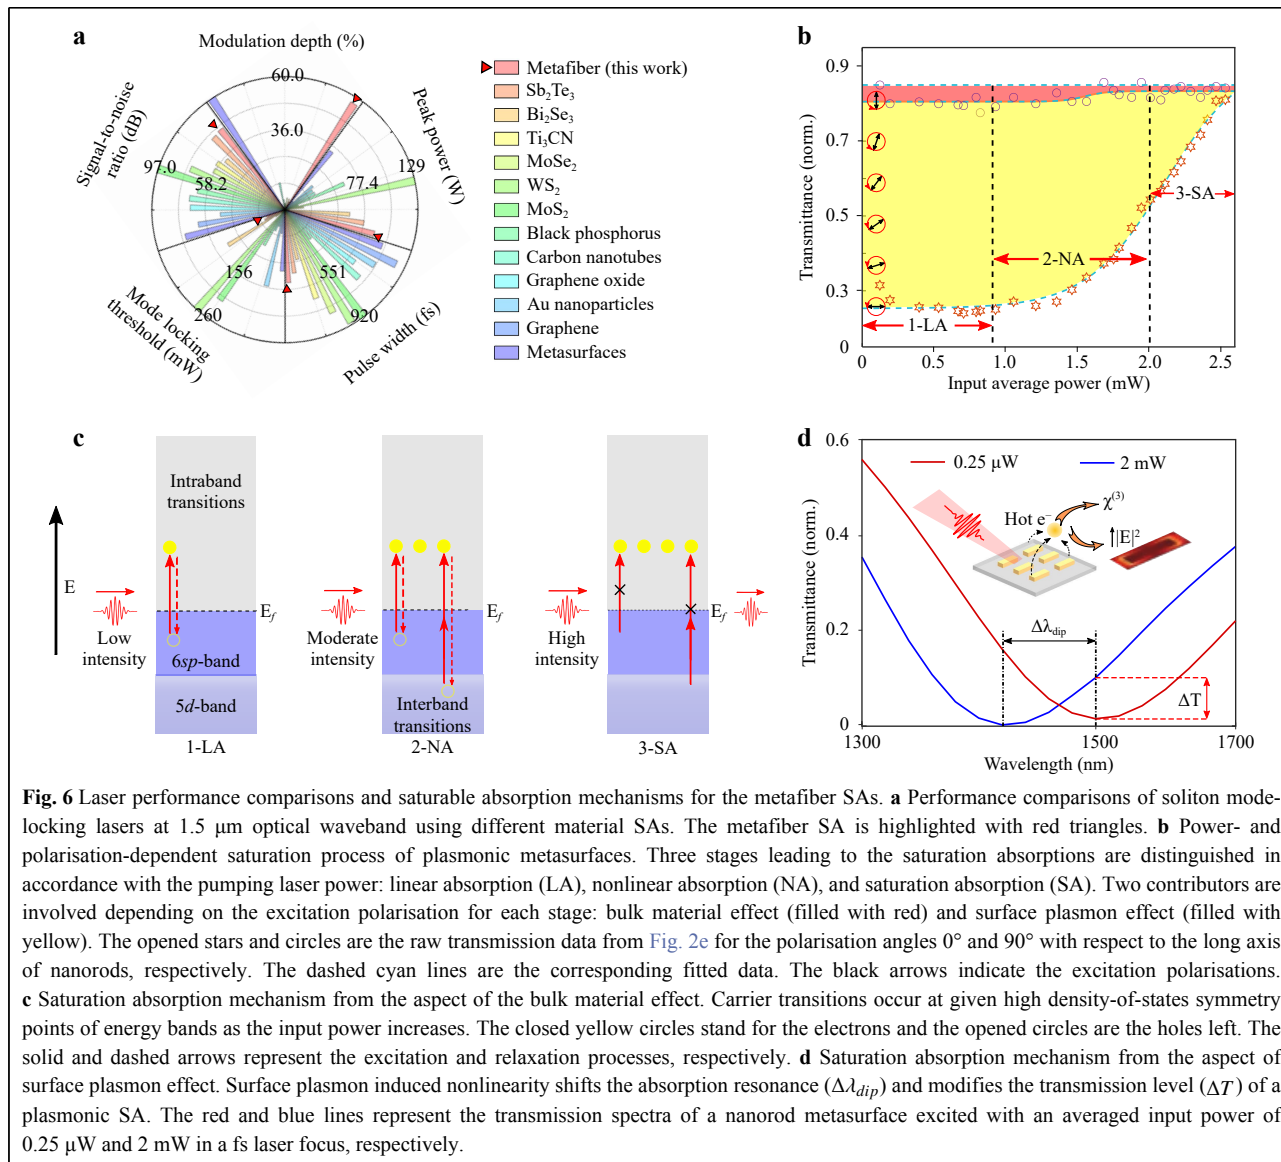 a
Modulation depth (%)
60.0
36.0
Peak power (W)
129
77.4
Signal-to-noise ratio (dB)
97.0
58.2
156
260
Mode locking threshold (mW)
551
920
Pulse width (fs)
Metafiber (this work)
Sb₂Te₃
Bi₂Se₃
Ti₃CN
MoSe₂
WS₂
MoS₂
Black phosphorus
Carbon nanotubes
Graphene oxide
Au nanoparticles
Graphene
Metasurfaces
b
Transmittance (norm.)
0.9
0.7
0.5
0.3
0
3-SA
2-NA
1-LA
0
0.5
1.0
1.5
2.0
2.5
Input average power (mW)
c
E
Intraband
transitions
E_f
Low
intensity
6sp-band
5d-band
1-LA
Moderate
intensity
E_f
Interband
transitions
2-NA
High
intensity
E_f
3-SA
d
Transmittance (norm.)
0.6
0.4
0.2
0
0.25 μW
2 mW
Hot e⁻
χ⁽³⁾
|E|²
Δλ_dip
ΔT
1300
1500
1700
Wavelength (nm)
Fig. 6 Laser performance comparisons and saturable absorption mechanisms for the metafiber SAs. a Performance comparisons of soliton mode-
locking lasers at 1.5 μm optical waveband using different material SAs. The metafiber SA is highlighted with red triangles. b Power- and
polarisation-dependent saturation process of plasmonic metasurfaces. Three stages leading to the saturation absorptions are distinguished in
accordance with the pumping laser power: linear absorption (LA), nonlinear absorption (NA), and saturation absorption (SA). Two contributors are
involved depending on the excitation polarisation for each stage: bulk material effect (filled with red) and surface plasmon effect (filled with
yellow). The opened stars and circles are the raw transmission data from Fig. 2e for the polarisation angles 0° and 90° with respect to the long axis
of nanorods, respectively. The dashed cyan lines are the corresponding fitted data. The black arrows indicate the excitation polarisations.
c Saturation absorption mechanism from the aspect of the bulk material effect. Carrier transitions occur at given high density-of-states symmetry
points of energy bands as the input power increases. The closed yellow circles stand for the electrons and the opened circles are the holes left. The
solid and dashed arrows represent the excitation and relaxation processes, respectively. d Saturation absorption mechanism from the aspect of
surface plasmon effect. Surface plasmon induced nonlinearity shifts the absorption resonance (Δλ_dip) and modifies the transmission level (ΔT) of a
plasmonic SA. The red and blue lines represent the transmission spectra of a nanorod metasurface excited with an averaged input power of
0.25 μW and 2 mW in a fs laser focus, respectively.